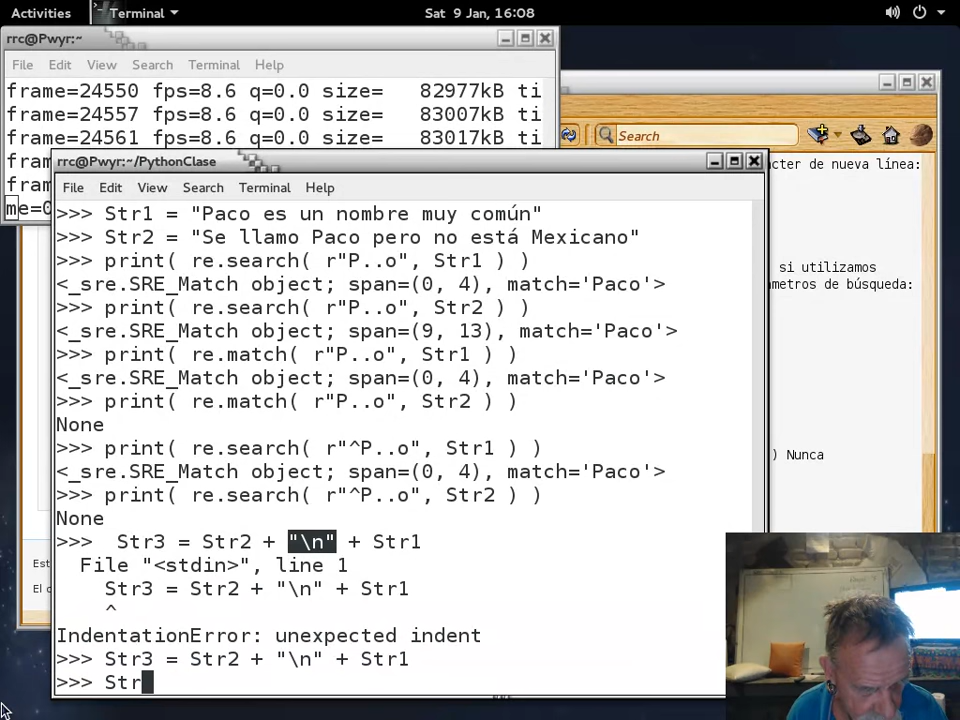 Activities Terminal Sat 9 Jan, 16:08
rrc@Pwyr:~
File Edit View Search Terminal Help
frame=24550 fps=8.6 q=0.0 size=   82977kB ti
frame=24557 fps=8.6 q=0.0 size=   83007kB ti
frame=24561 fps=8.6 q=0.0 size=   83017kB ti
me=0
Search
rrc@Pwyr:~/PythonClase
File Edit View Search Terminal Help
>>> Str1 = "Paco es un nombre muy común"
>>> Str2 = "Se llamo Paco pero no está Mexicano"
>>> print( re.search( r"P..o", Str1 ) )
<_sre.SRE_Match object; span=(0, 4), match='Paco'>
>>> print( re.search( r"P..o", Str2 ) )
<_sre.SRE_Match object; span=(9, 13), match='Paco'>
>>> print( re.match( r"P..o", Str1 ) )
<_sre.SRE_Match object; span=(0, 4), match='Paco'>
>>> print( re.match( r"P..o", Str2 ) )
None
>>> print( re.search( r"^P..o", Str1 ) )
<_sre.SRE_Match object; span=(0, 4), match='Paco'>
>>> print( re.search( r"^P..o", Str2 ) )
None
>>>  Str3 = Str2 + "\n" + Str1
  File "<stdin>", line 1
    Str3 = Str2 + "\n" + Str1
    ^
IndentationError: unexpected indent
>>> Str3 = Str2 + "\n" + Str1
>>> Str
de nueva línea:
si utilizamos
de búsqueda:
) Nunca